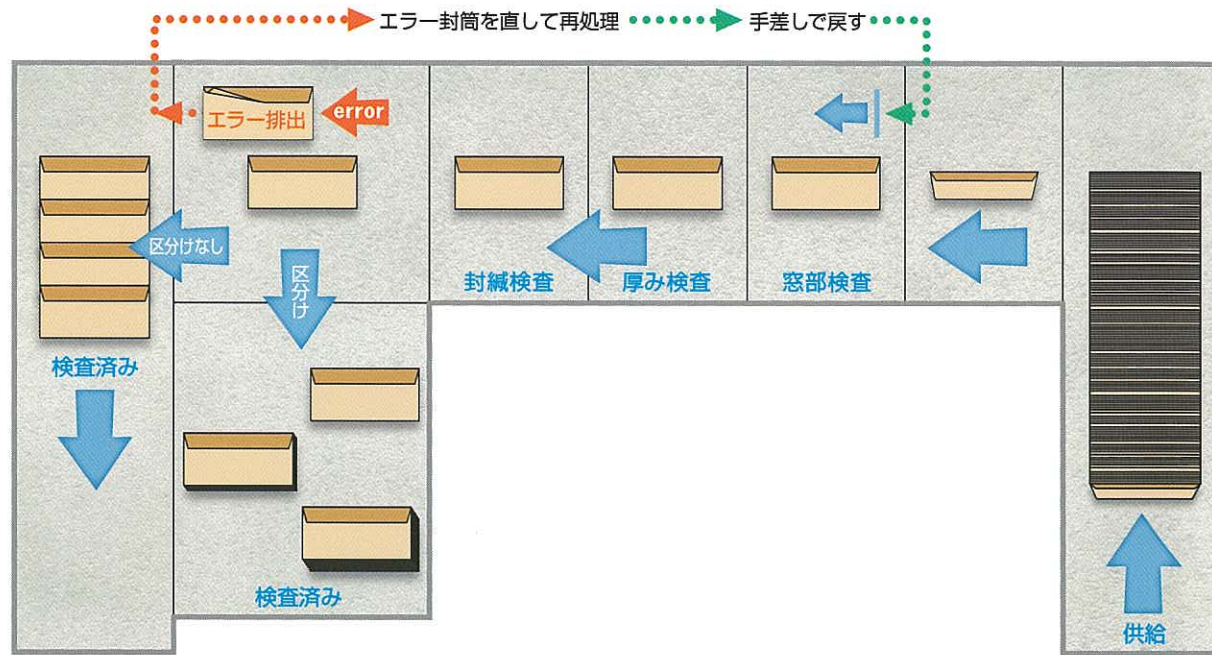 エラー封筒を直して再処理
手差しで戻す
エラー排出
error
区分けなし
区分け
封緘検査
厚み検査
窓部検査
検査済み
検査済み
供給